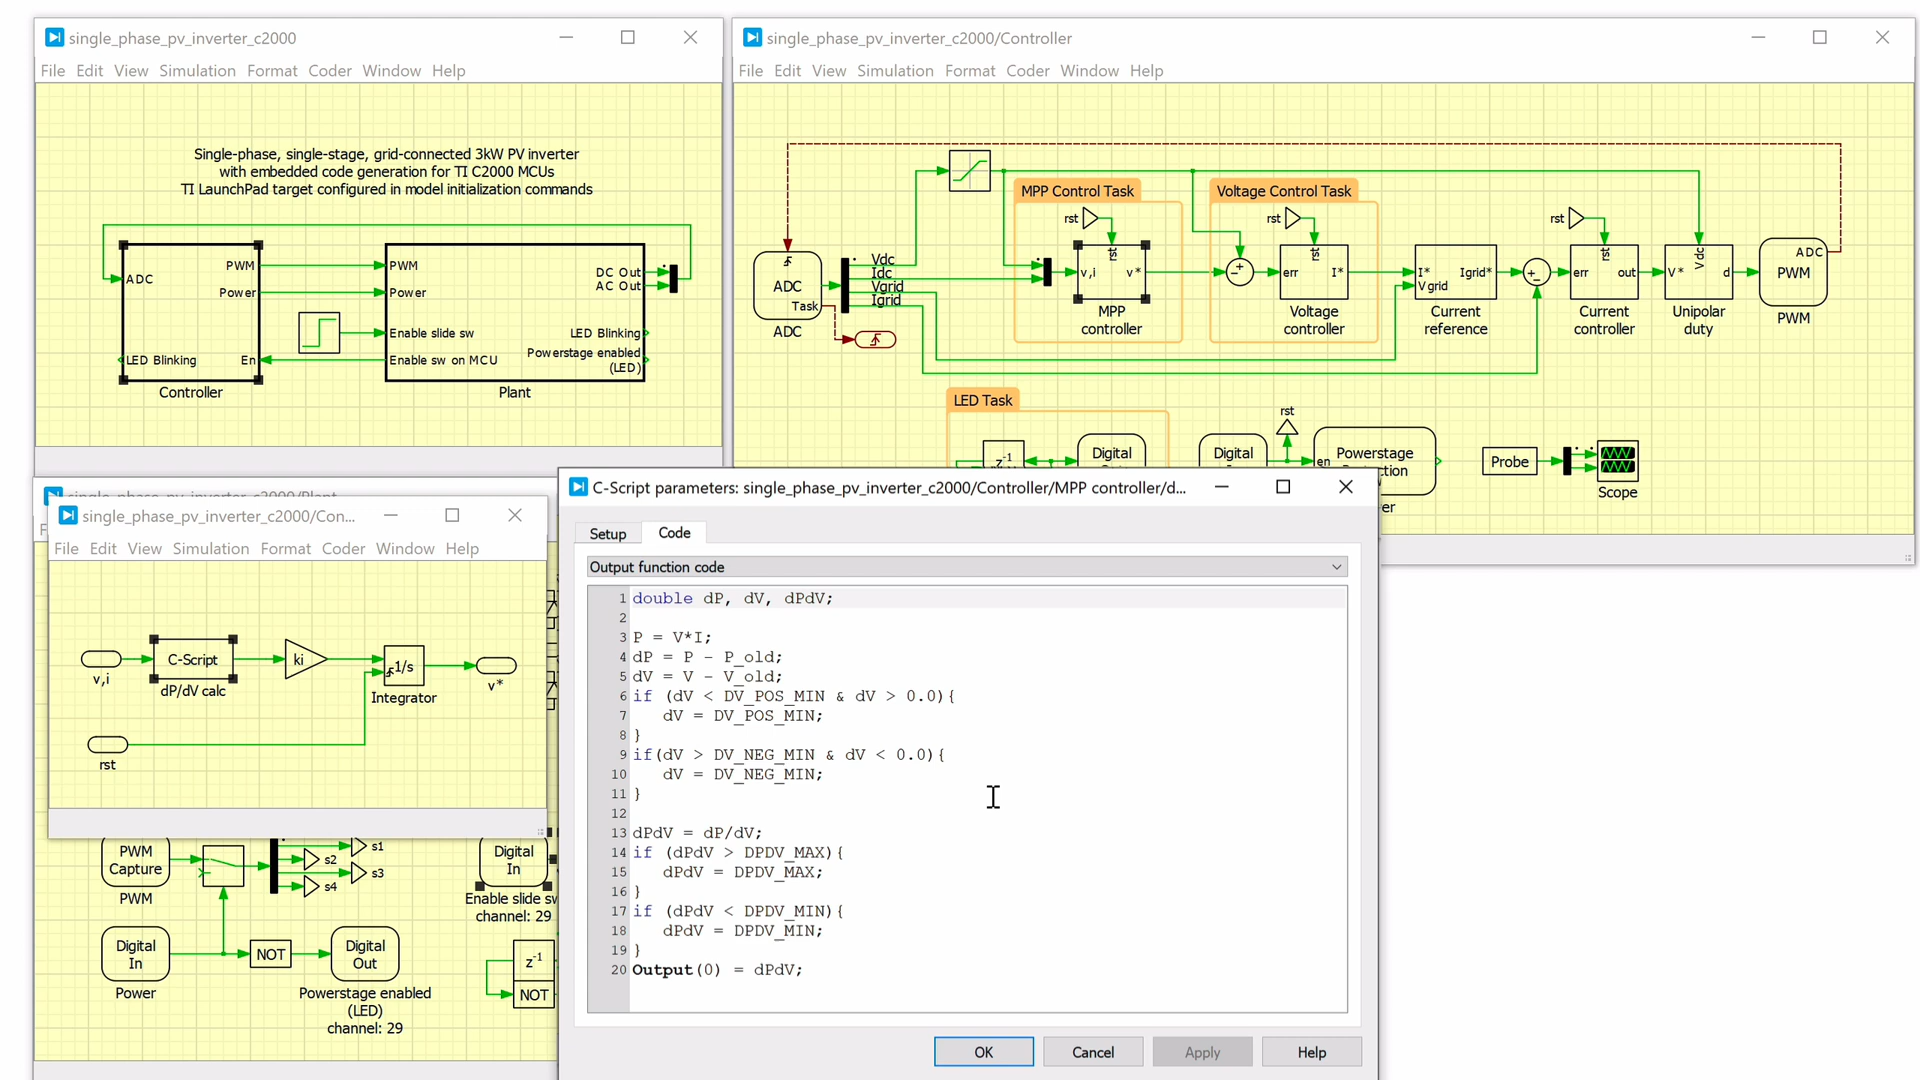 single_phase_pv_inverter_c2000
File Edit View Simulation Format Coder Window Help
Single-phase, single-stage, grid-connected 3kW PV inverter
with embedded code generation for TI C2000 MCUs
TI LaunchPad target configured in model initialization commands
ADC
PWM
Power
LED Blinking
En
Controller
PWM
Power
Enable slide sw
Enable sw on MCU
DC Out
AC Out
LED Blinking
Powerstage enabled
(LED)
Plant
single_phase_pv_inverter_c2000/Controller
File Edit View Simulation Format Coder Window Help
MPP Control Task
Voltage Control Task
rst
rst
rst
ADC
Task
ADC
Vdc
Idc
Vgrid
Igrid
rst
v,i
v*
MPP
controller
+
-
rst
err
I*
Voltage
controller
I*
Vgrid
Igrid*
Current
reference
+
-
rst
err
out
Current
controller
Vdc
V*
d
Unipolar
duty
ADC
PWM
PWM
LED Task
z-1
Digital
Digital
rst
en
Powerstage
Probe
Scope
single_phase_pv_inverter_c2000/Con...
File Edit View Simulation Format Coder Window Help
v,i
C-Script
dP/dV calc
ki
1/s
Integrator
v*
rst
PWM
Capture
PWM
s1
s2
s3
s4
Digital
In
Enable slide sw
channel: 29
Digital
In
Power
NOT
Digital
Out
Powerstage enabled
(LED)
channel: 29
z-1
NOT
C-Script parameters: single_phase_pv_inverter_c2000/Controller/MPP controller/d...
Setup Code
Output function code
1 double dP, dV, dPdV;
2
3 P = V*I;
4 dP = P - P_old;
5 dV = V - V_old;
6 if (dV < DV_POS_MIN & dV > 0.0){
7 dV = DV_POS_MIN;
8 }
9 if(dV > DV_NEG_MIN & dV < 0.0){
10 dV = DV_NEG_MIN;
11 }
12
13 dPdV = dP/dV;
14 if (dPdV > DPDV_MAX){
15 dPdV = DPDV_MAX;
16 }
17 if (dPdV < DPDV_MIN){
18 dPdV = DPDV_MIN;
19 }
20 Output(0) = dPdV;
OK Cancel Apply Help